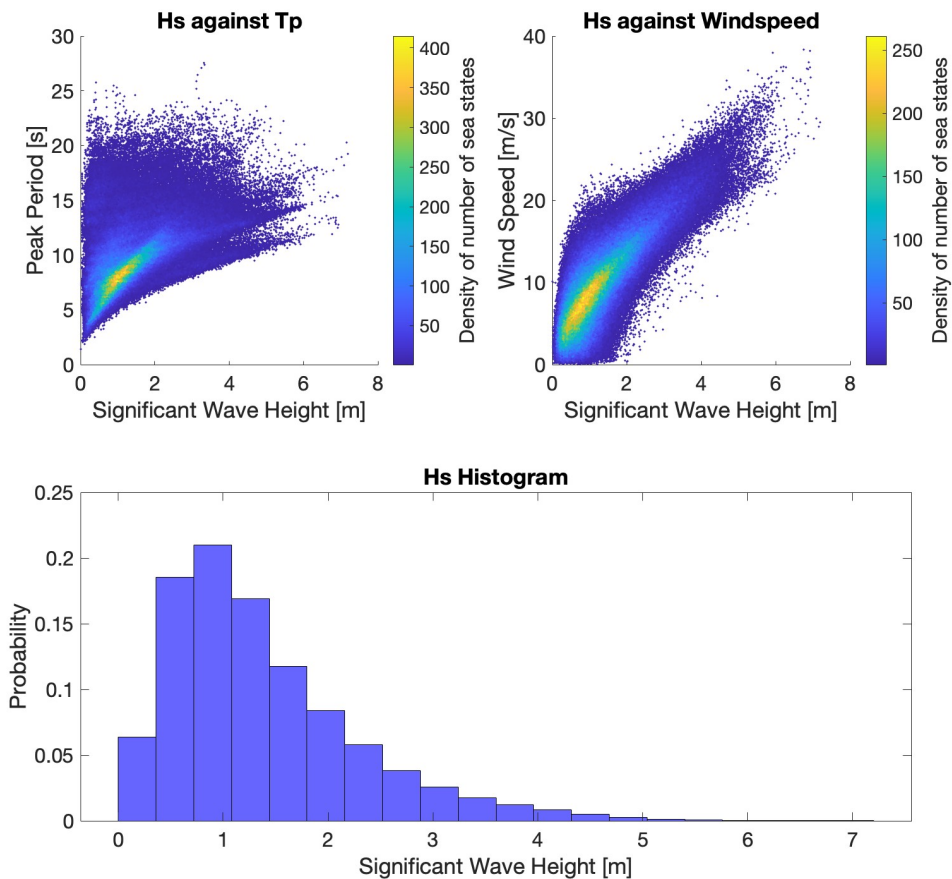 Hs against Tp
30
25
20
15
10
5
0
Peak Period [s]
0 2 4 6 8
Significant Wave Height [m]
400
350
300
250
200
150
100
50
Density of number of sea states
Hs against Windspeed
40
30
20
10
0
Wind Speed [m/s]
0 2 4 6 8
Significant Wave Height [m]
250
200
150
100
50
Density of number of sea states
Hs Histogram
0.25
0.2
0.15
0.1
0.05
0
Probability
0 1 2 3 4 5 6 7
Significant Wave Height [m]